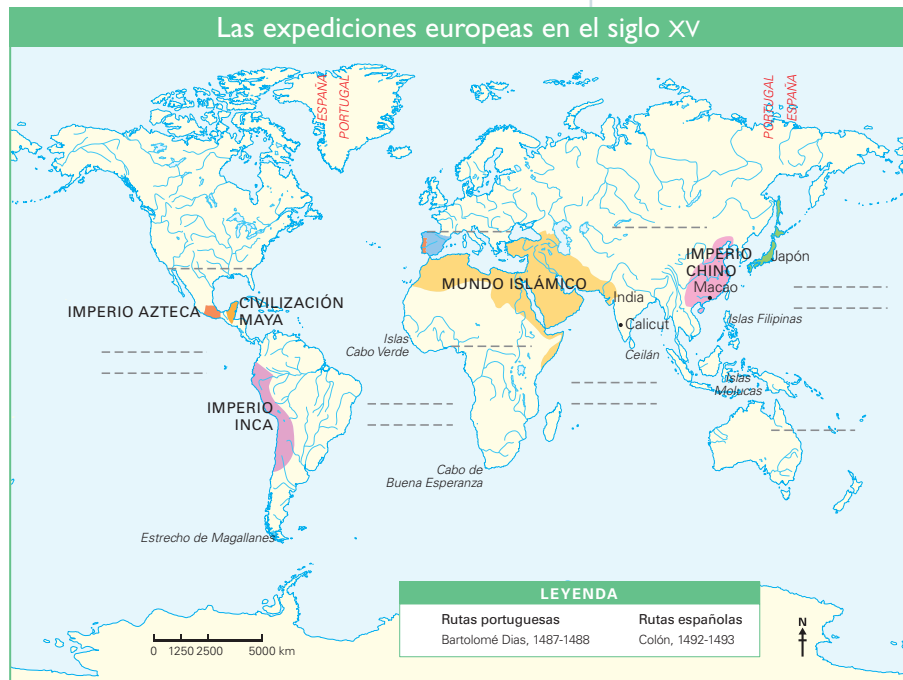 Las expediciones europeas en el siglo XV
ESPAÑA
PORTUGAL
PORTUGAL
ESPAÑA
IMPERIO
CHINO
Japón
MUNDO ISLÁMICO
Macao
India
IMPERIO AZTECA
CIVILIZACIÓN
MAYA
Islas Filipinas
Calicut
Islas
Cabo Verde
Ceilán
Islas
Molucas
IMPERIO
INCA
Cabo de
Buena Esperanza
Estrecho de Magallanes
LEYENDA
Rutas portuguesas
Bartolomé Dias, 1487-1488
Rutas españolas
Colón, 1492-1493
N
0 1250 2500 5000 km